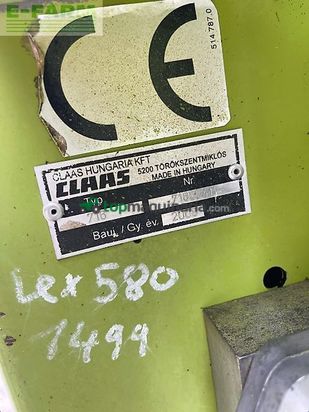 E-FARM
514 787.0
CE
CLAAS HUNGARIA KFT
5200 TÖRÖKSZENTMIKLÓS
MADE IN HUNGARY
CLAAS
Typ Nr.
716
topmaqui
Bauj. / Gy. év.
Lex 580
1499